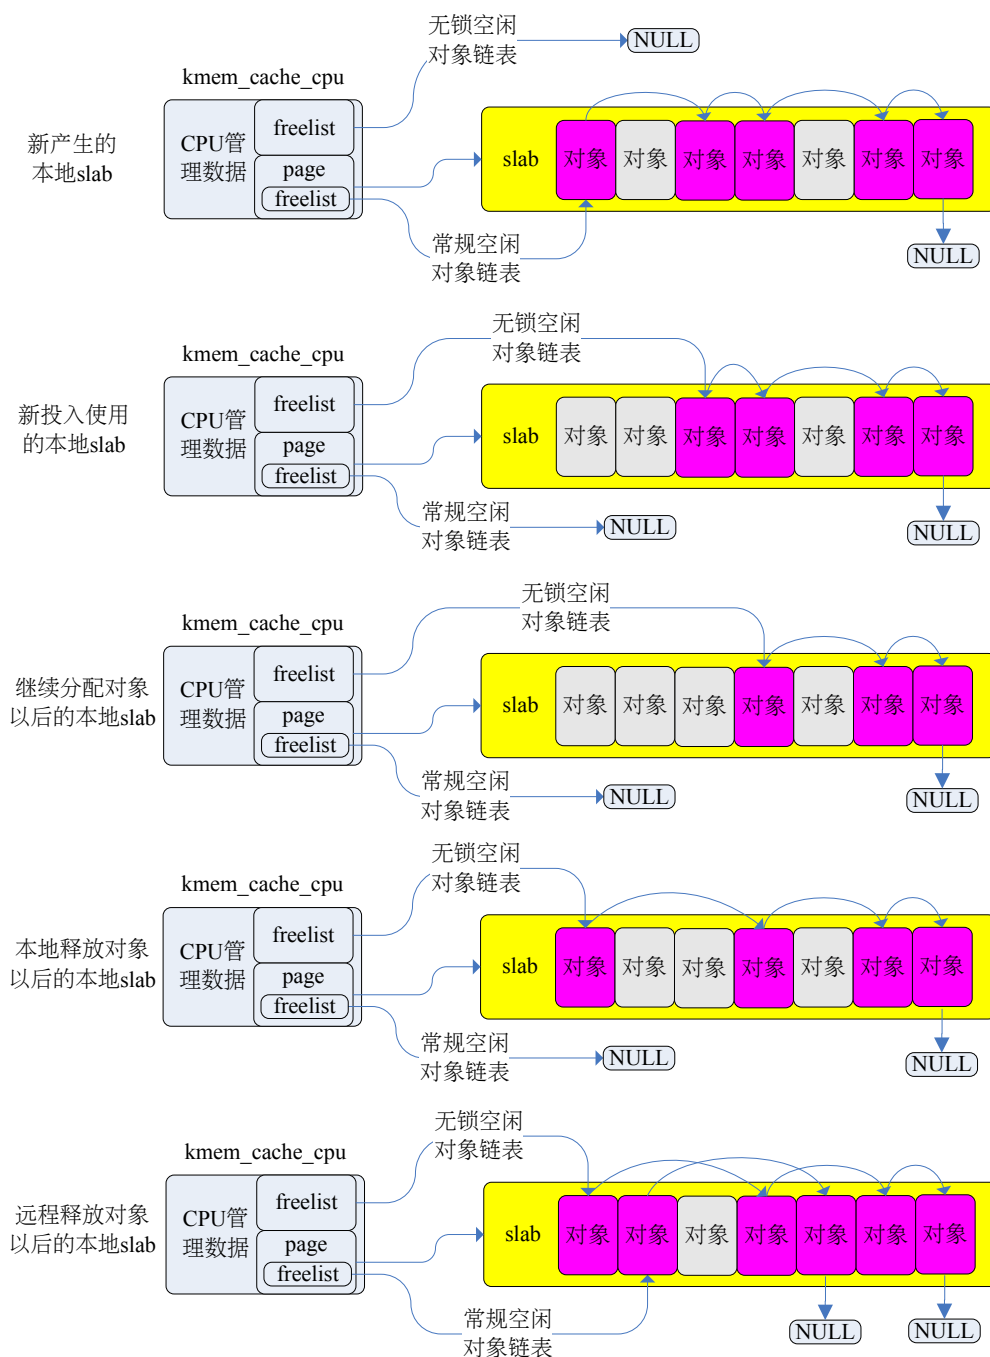 无锁空闲
对象链表
NULL
kmem_cache_cpu
新产生的
本地slab
CPU管
理数据
freelist
page
freelist
slab
对象
对象
对象
对象
对象
对象
对象
常规空闲
对象链表
NULL
无锁空闲
对象链表
kmem_cache_cpu
新投入使用
的本地slab
CPU管
理数据
freelist
page
freelist
slab
对象
对象
对象
对象
对象
对象
对象
常规空闲
对象链表
NULL
NULL
无锁空闲
对象链表
kmem_cache_cpu
继续分配对象
以后的本地slab
CPU管
理数据
freelist
page
freelist
slab
对象
对象
对象
对象
对象
对象
对象
常规空闲
对象链表
NULL
NULL
无锁空闲
对象链表
kmem_cache_cpu
本地释放对象
以后的本地slab
CPU管
理数据
freelist
page
freelist
slab
对象
对象
对象
对象
对象
对象
对象
常规空闲
对象链表
NULL
NULL
无锁空闲
对象链表
kmem_cache_cpu
远程释放对象
以后的本地slab
CPU管
理数据
freelist
page
freelist
slab
对象
对象
对象
对象
对象
对象
对象
常规空闲
对象链表
NULL
NULL